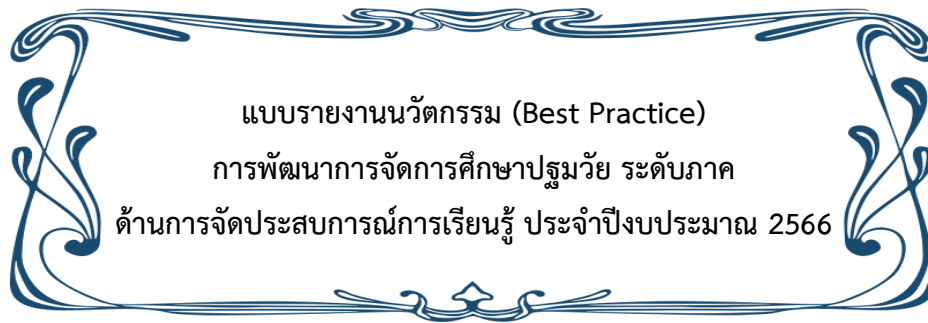 แบบรายงานนวัตกรรม (Best Practice)
การพัฒนาการจัดการศึกษาปฐมวัย ระดับภาค
ด้านการจัดประสบการณ์การเรียนรู้ ประจำปีงบประมาณ 2566